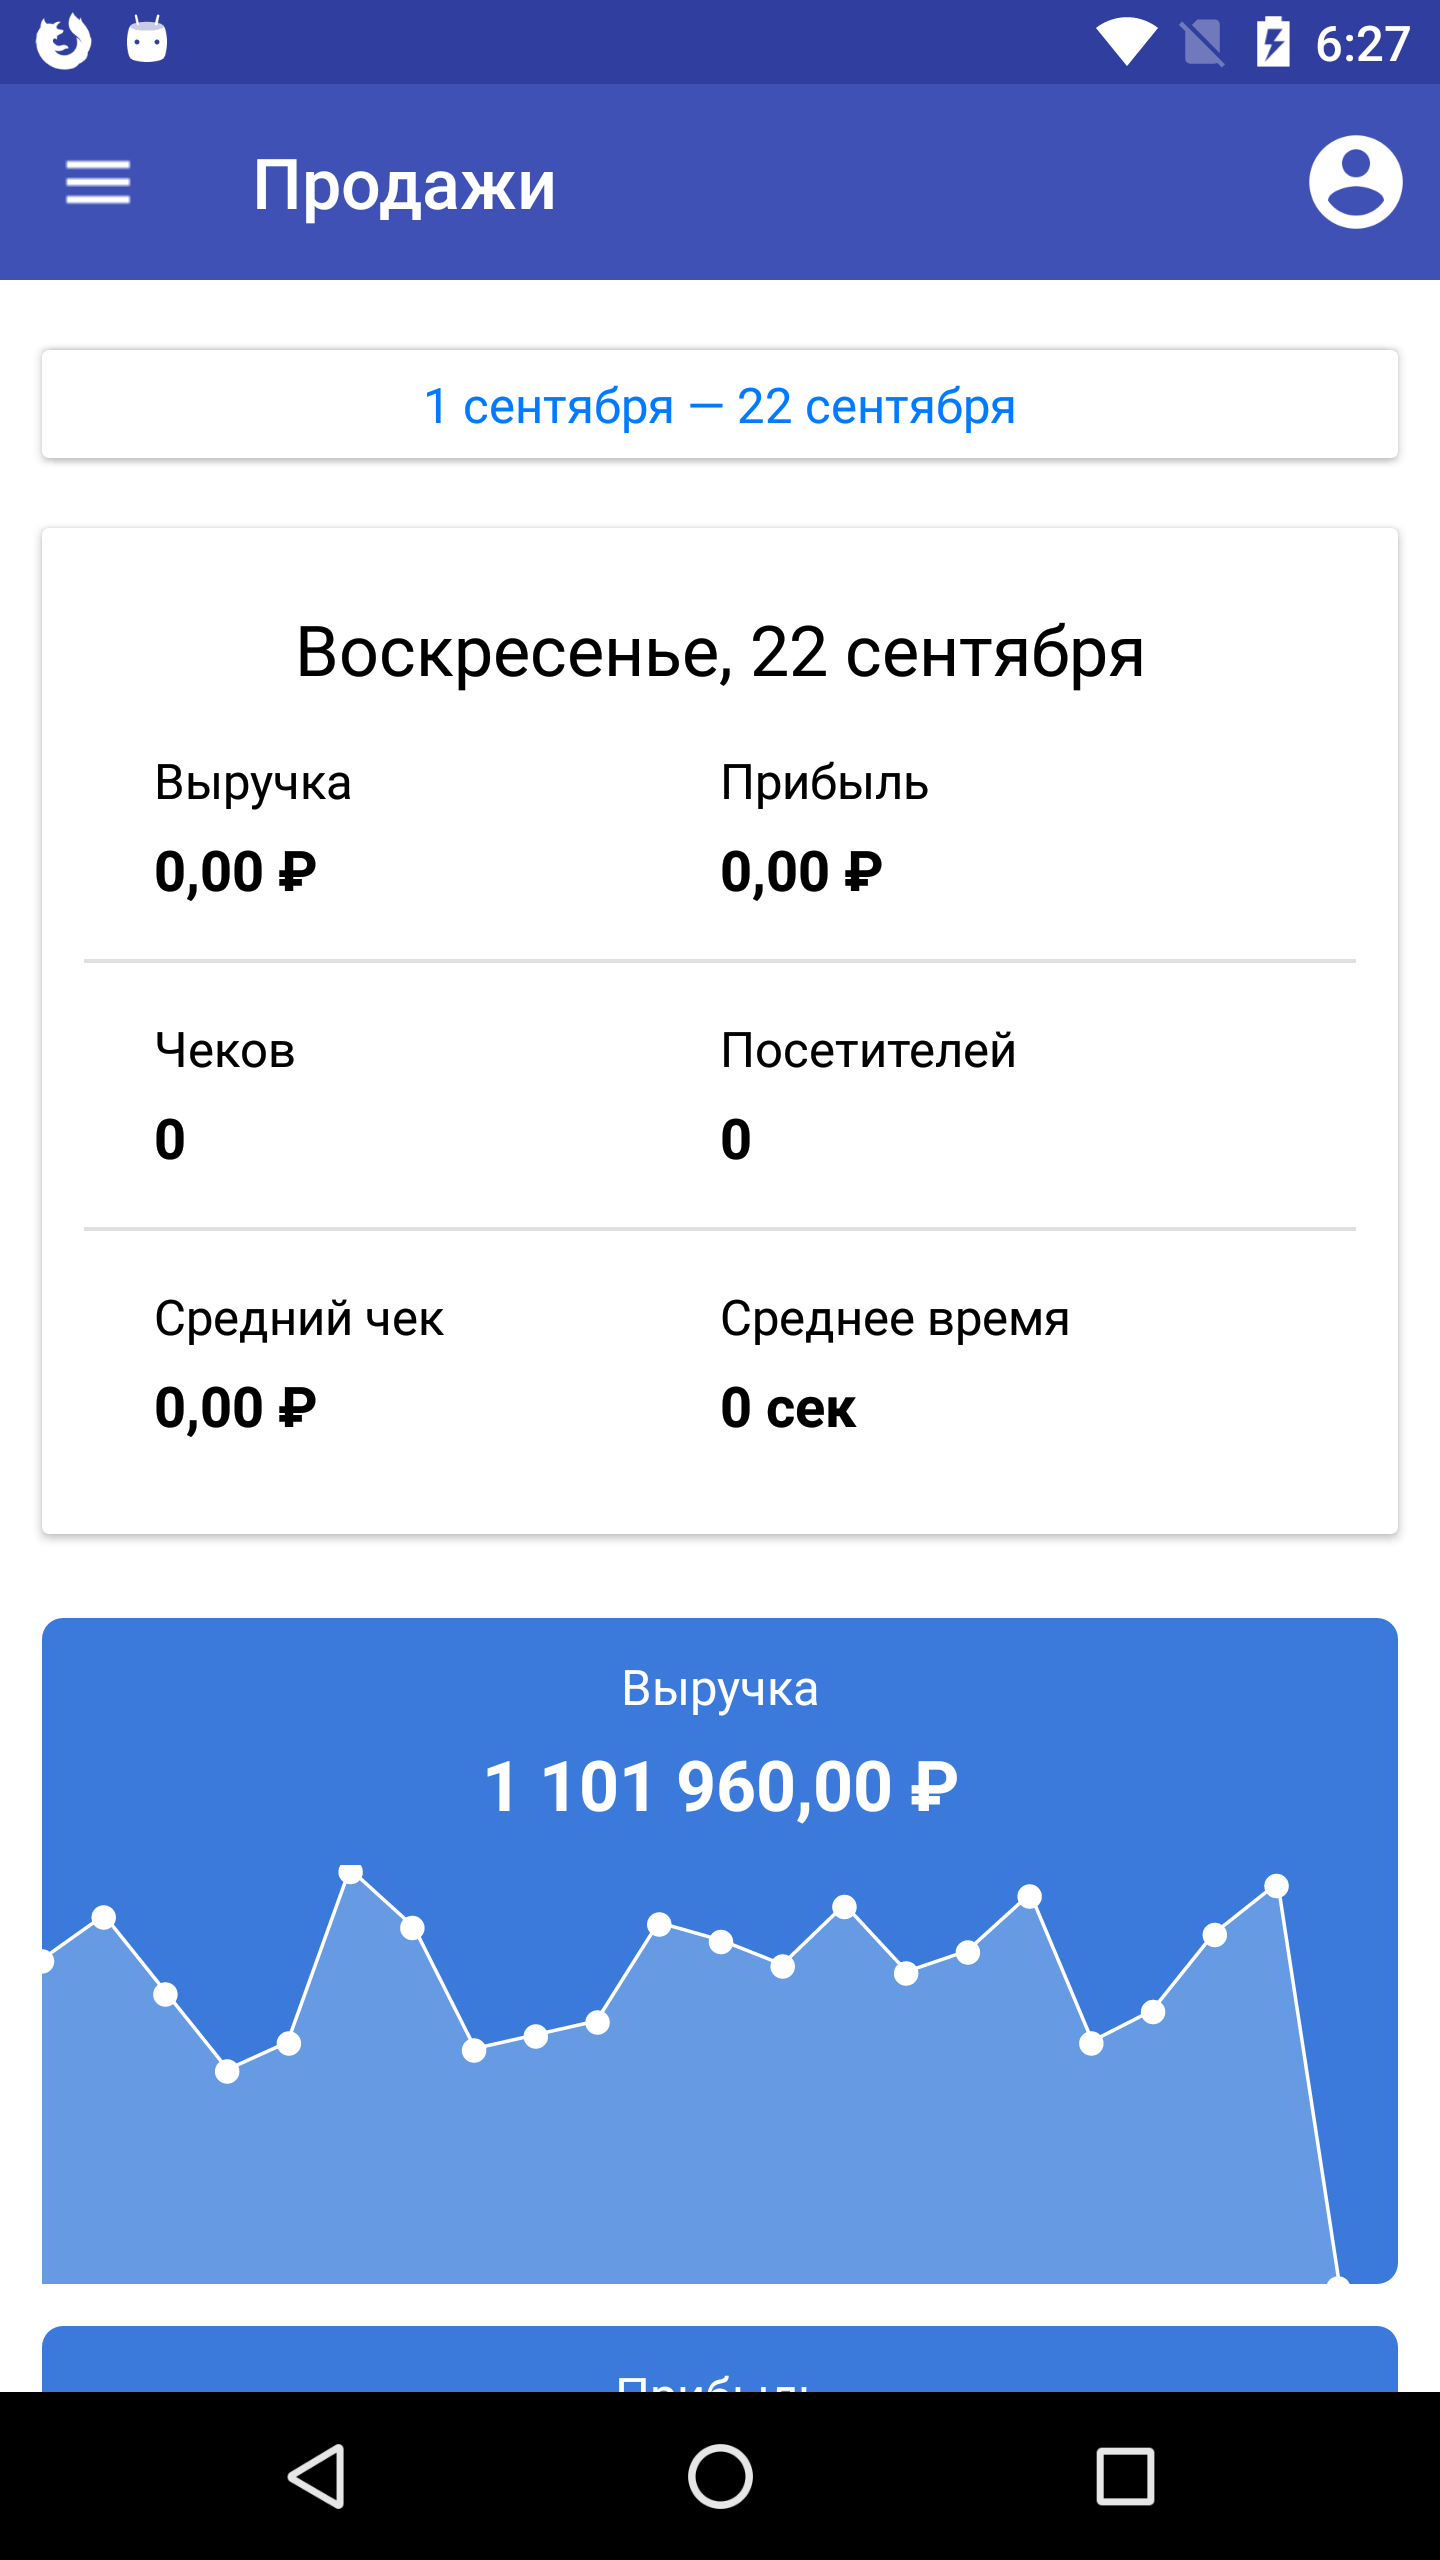 6:27
Продажи
1 сентября — 22 сентября
Воскресенье, 22 сентября
Выручка Прибыль
0,00 ₽ 0,00 ₽
Чеков Посетителей
0 0
Средний чек Среднее время
0,00 ₽ 0 сек
Выручка
1 101 960,00 ₽
Прибыль